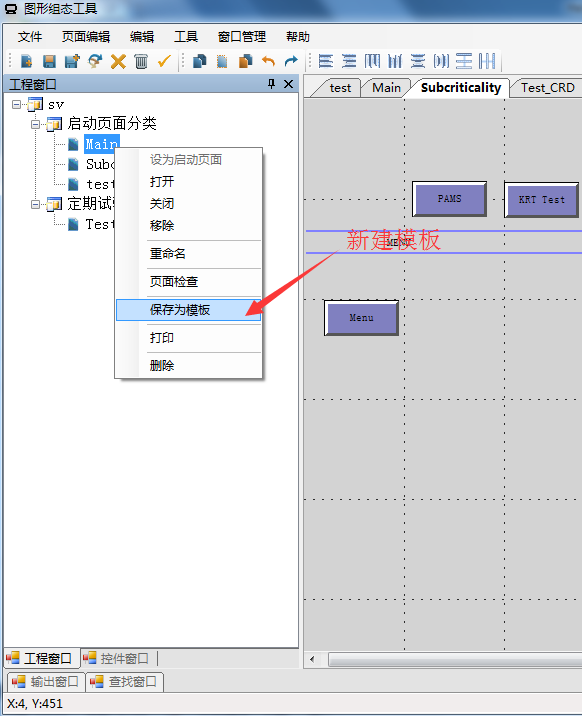 图形组态工具
文件 页面编辑 编辑 工具 窗口管理 帮助
工程窗口
test Main Subcriticality Test_CRD
sv
启动页面分类
Main
Subc
test
定期试
Test
设为启动页面
打开
关闭
移除
重命名
页面检查
保存为模板
打印
删除
PAMS
KRT Test
新建模板
Menu
工程窗口 控件窗口
输出窗口 查找窗口
X:4, Y:451